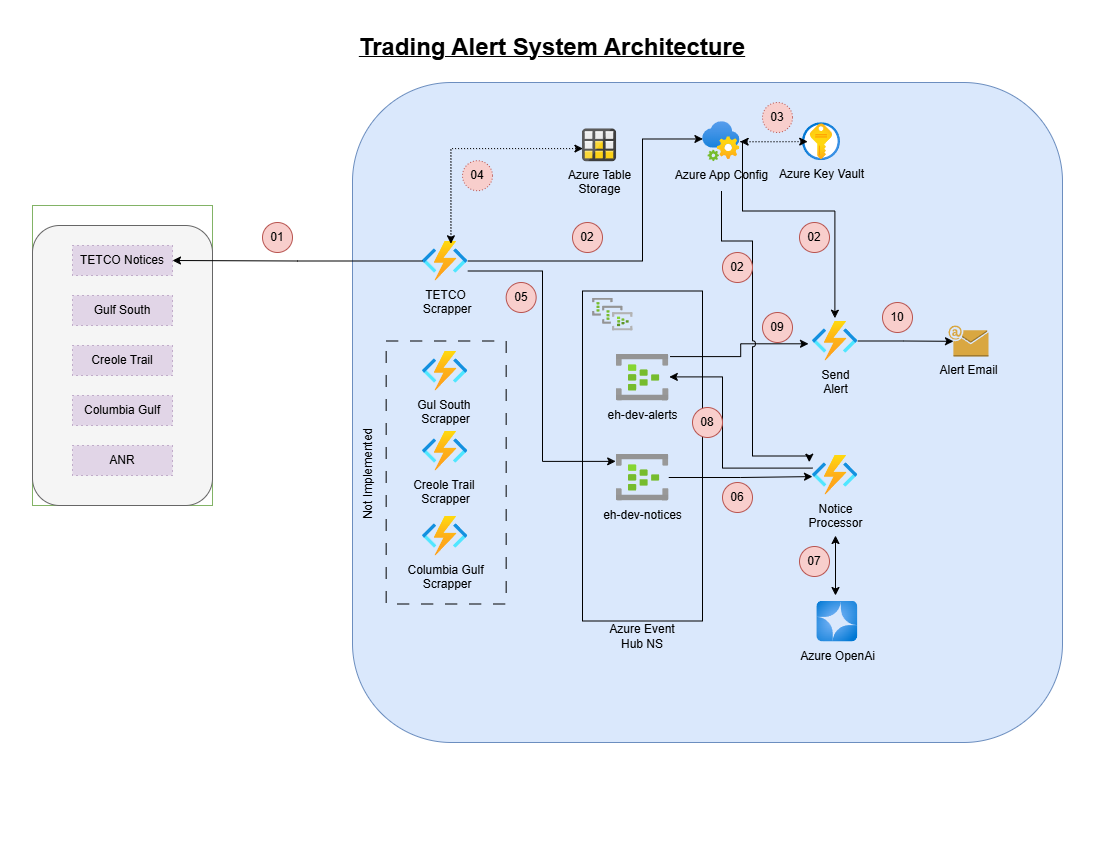 Trading Alert System Architecture
03
04
Azure Table
Storage
Azure App Config
Azure Key Vault
01
02
02
02
TETCO Notices
Gulf South
Creole Trail
Columbia Gulf
ANR
TETCO
Scrapper
05
09
10
Send
Alert
Alert Email
Gul South
Scrapper
eh-dev-alerts
08
Not Implemented
Creole Trail
Scrapper
06
eh-dev-notices
Notice
Processor
Columbia Gulf
Scrapper
07
Azure Event
Hub NS
Azure OpenAi